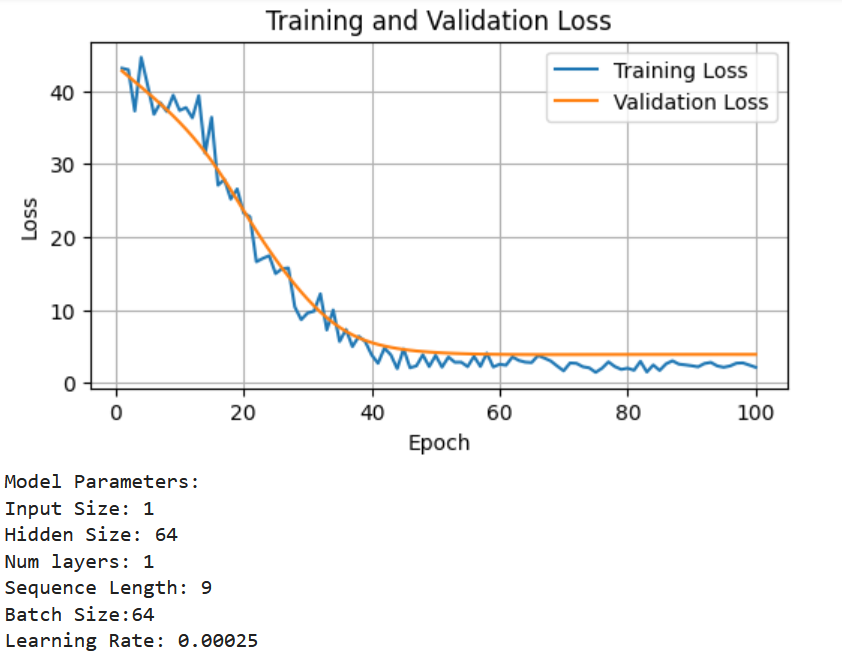 Training and Validation Loss
Training Loss
Validation Loss
40
30
20
10
0
Loss
0 20 40 60 80 100
Epoch
Model Parameters:
Input Size: 1
Hidden Size: 64
Num layers: 1
Sequence Length: 9
Batch Size:64
Learning Rate: 0.00025